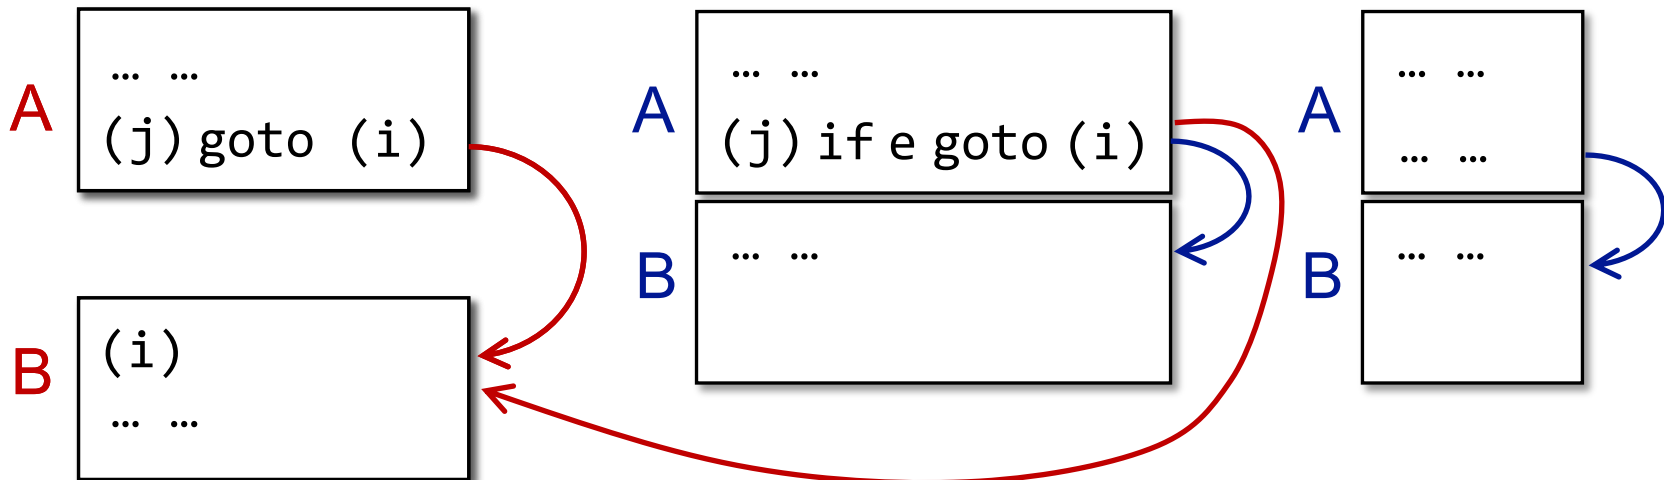 A
… …
(j) goto (i)
B
(i)
… …
A
… …
(j) if e goto (i)
B
… …
A
… …
… …
B
… …